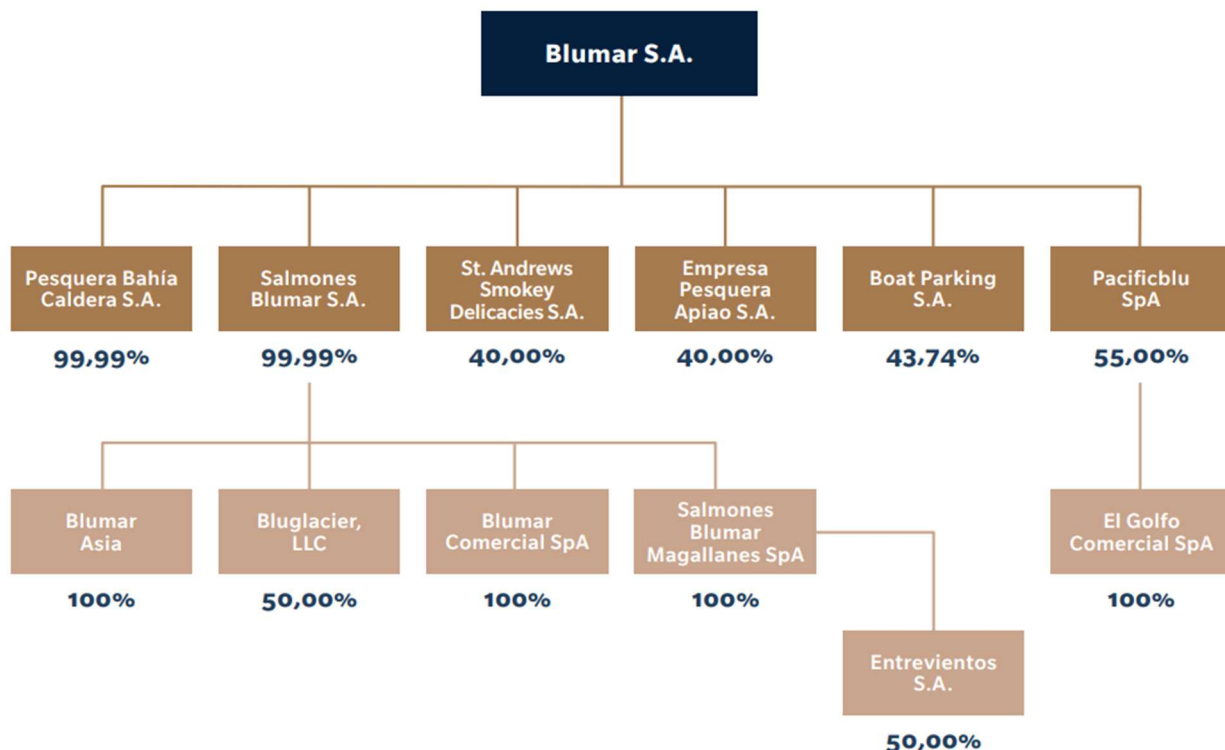 Blumar S.A.
Pesquera Bahía
Caldera S.A.
99,99%
Salmones
Blumar S.A.
99,99%
St. Andrews
Smokey
Delicacies S.A.
40,00%
Empresa
Pesquera
Apiao S.A.
40,00%
Boat Parking
S.A.
43,74%
Pacificblu
SpA
55,00%
Blumar
Asia
100%
Bluglacier,
LLC
50,00%
Blumar
Comercial SpA
100%
Salmones
Blumar
Magallanes SpA
100%
El Golfo
Comercial SpA
100%
Entrevientos
S.A.
50,00%